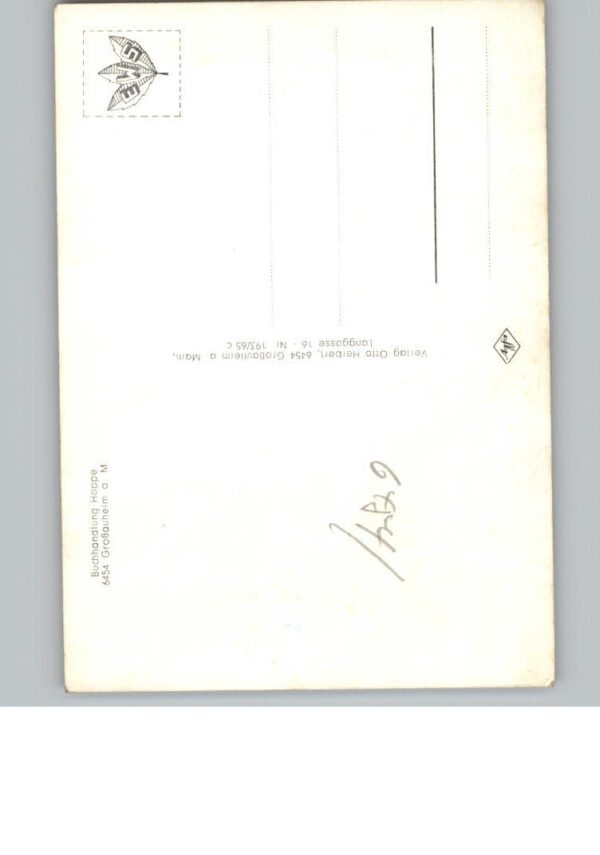 Buchhandlung Hoppe
6454 Großauheim a. M.
Verlag Otto Herbert, 6454 Großauheim a. Main,
Langgasse 16 - Nr. 193/65 c